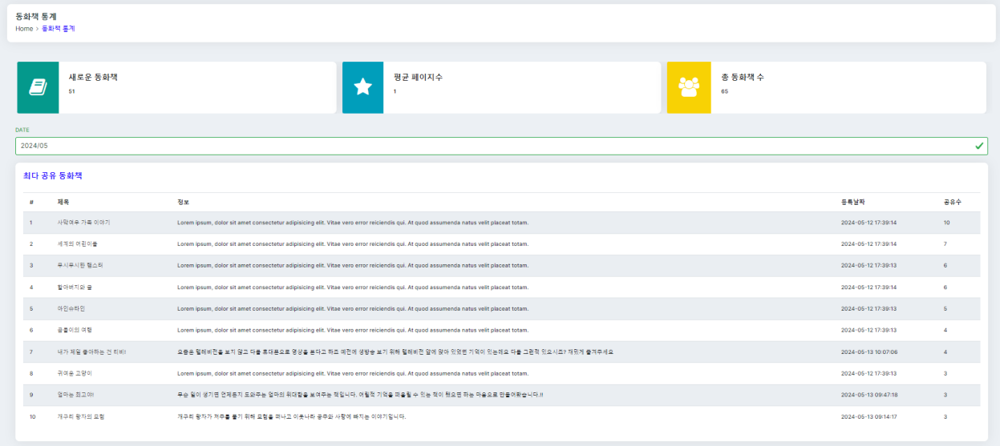 동화책 통계
Home › 동화책 통계
새로운 동화책
51
평균 페이지수
1
총 동화책 수
65
DATE
2024/05
최다 공유 동화책
# 제목 정보 등록날짜 공유수
1 사막여우 가족 이야기 Lorem ipsum, dolor sit amet consectetur adipisicing elit. Vitae vero error reiciendis qui. At quod assumenda natus velit placeat totam. 2024-05-12 17:39:14 10
2 세계의 어린이들 Lorem ipsum, dolor sit amet consectetur adipisicing elit. Vitae vero error reiciendis qui. At quod assumenda natus velit placeat totam. 2024-05-12 17:39:14 7
3 무시무시한 햄스터 Lorem ipsum, dolor sit amet consectetur adipisicing elit. Vitae vero error reiciendis qui. At quod assumenda natus velit placeat totam. 2024-05-12 17:39:13 6
4 할아버지와 귤 Lorem ipsum, dolor sit amet consectetur adipisicing elit. Vitae vero error reiciendis qui. At quod assumenda natus velit placeat totam. 2024-05-12 17:39:14 6
5 아인슈타인 Lorem ipsum, dolor sit amet consectetur adipisicing elit. Vitae vero error reiciendis qui. At quod assumenda natus velit placeat totam. 2024-05-12 17:39:13 5
6 여행 Lorem ipsum, dolor sit amet consectetur adipisicing elit. Vitae vero error reiciendis qui. At quod assumenda natus velit placeat totam. 2024-05-12 17:39:13 4
7 내가 제일 좋아하는 건 티비! 요즘은 텔레비전을 보지 않고 다들 휴대폰으로 영상을 본다고 하죠 예전에 생방송 보기 위해 텔레비전 앞에 앉아 있었던 기억이 있는데요 다들 그런적 있으시죠? 재밌게 즐겨주세요 2024-05-13 10:07:06 4
8 귀여운 고양이 Lorem ipsum, dolor sit amet consectetur adipisicing elit. Vitae vero error reiciendis qui. At quod assumenda natus velit placeat totam. 2024-05-12 17:39:13 3
9 엄마는 최고야! 무슨 일이 생기면 언제든지 도와주는 엄마의 위대함을 보여주는 책입니다. 어릴적 기억을 떠올릴 수 있는 책이 됐으면 하는 마음으로 만들어봤습니다.!! 2024-05-13 09:47:18 3
10 개구리 왕자의 모험 개구리 왕자가 저주를 풀기 위해 모험을 떠나고 이웃나라 공주와 사랑에 빠지는 이야기입니다. 2024-05-13 09:14:17 3